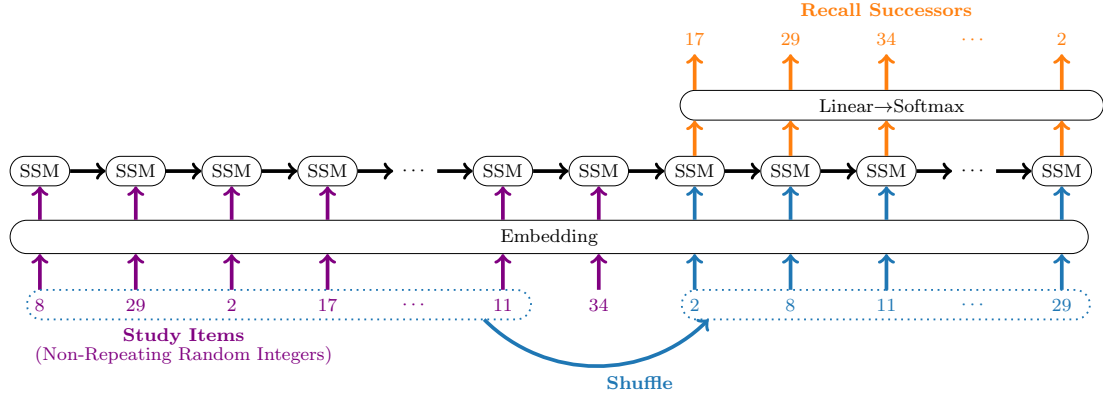 Recall Successors
17 29 34 ... 2
Linear→Softmax
SSM SSM SSM SSM ... SSM SSM SSM SSM SSM ... SSM
Embedding
8 29 2 17 ... 11 34 2 8 11 ... 29
Study Items
(Non-Repeating Random Integers)
Shuffle